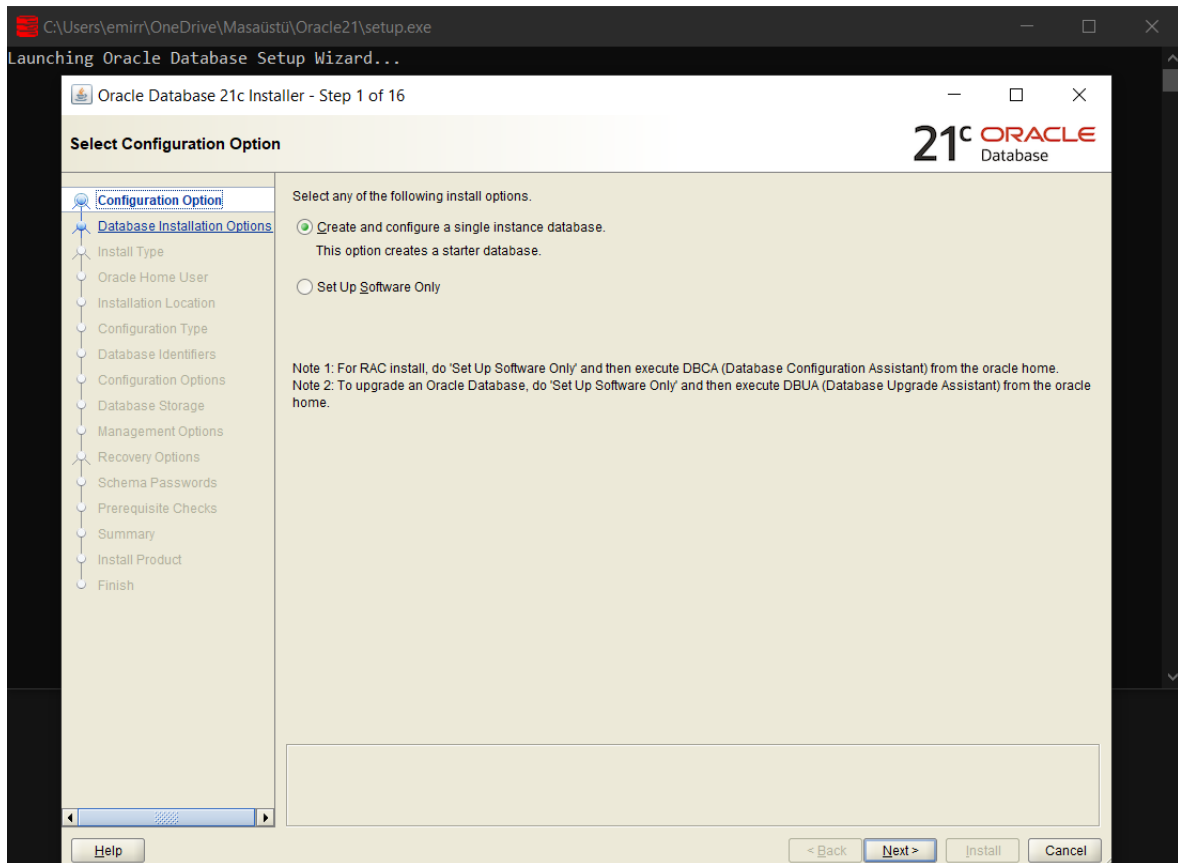 C:\Users\emirr\OneDrive\Masaüstü\Oracle21\setup.exe
Launching Oracle Database Setup Wizard...
Oracle Database 21c Installer - Step 1 of 16
Select Configuration Option
21c ORACLE
Database
Configuration Option
Database Installation Options
Install Type
Oracle Home User
Installation Location
Configuration Type
Database Identifiers
Configuration Options
Database Storage
Management Options
Recovery Options
Schema Passwords
Prerequisite Checks
Summary
Install Product
Finish
Select any of the following install options.
Create and configure a single instance database.
This option creates a starter database.
Set Up Software Only
Note 1: For RAC install, do 'Set Up Software Only' and then execute DBCA (Database Configuration Assistant) from the oracle home.
Note 2: To upgrade an Oracle Database, do 'Set Up Software Only' and then execute DBUA (Database Upgrade Assistant) from the oracle
home.
Help
< Back
Next >
Install
Cancel